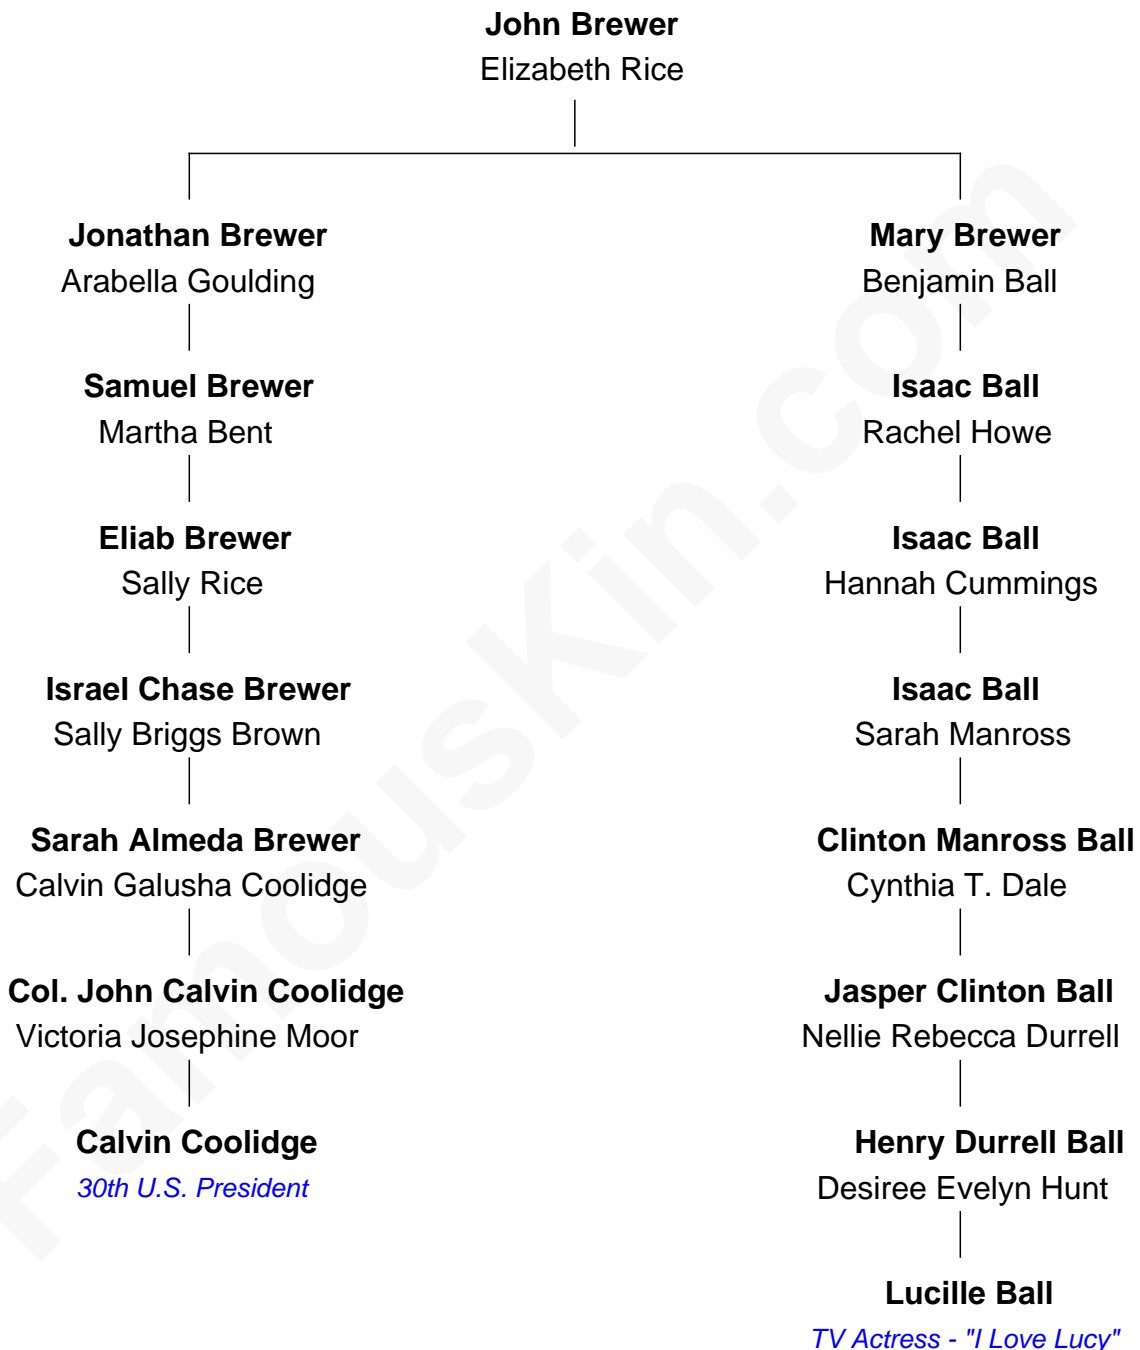 John Brewer
Elizabeth Rice
Jonathan Brewer
Arabella Goulding
Mary Brewer
Benjamin Ball
Samuel Brewer
Martha Bent
Isaac Ball
Rachel Howe
Eliab Brewer
Sally Rice
Isaac Ball
Hannah Cummings
Israel Chase Brewer
Sally Briggs Brown
Isaac Ball
Sarah Manross
Sarah Almeda Brewer
Calvin Galusha Coolidge
Clinton Manross Ball
Cynthia T. Dale
Col. John Calvin Coolidge
Victoria Josephine Moor
Jasper Clinton Ball
Nellie Rebecca Durrell
Calvin Coolidge
30th U.S. President
Henry Durrell Ball
Desiree Evelyn Hunt
Lucille Ball
TV Actress - "I Love Lucy"
FamousKin.com